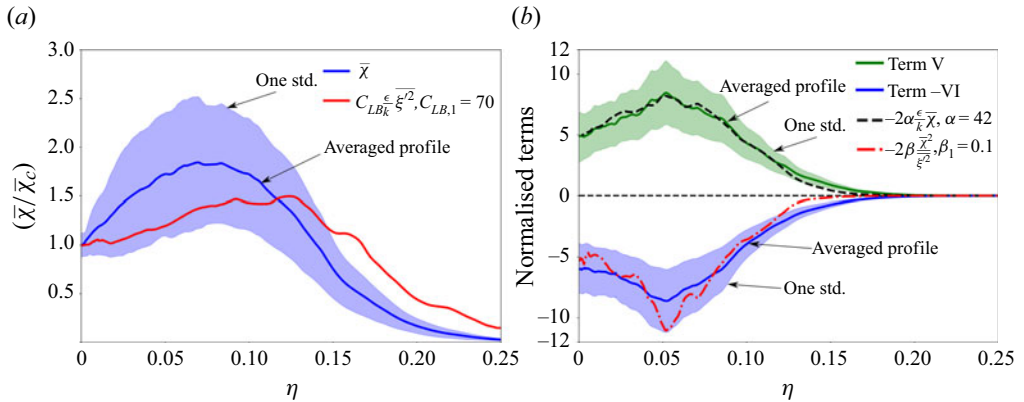 (a)
(χ̅/χ̅c)
3.0
2.5
2.0
1.5
1.0
0.5
0
0.05
0.10
0.15
0.20
0.25
η
One std.
χ̅
C_LB ϵ/k ξ'²‾, C_LB,1 = 70
Averaged profile
(b)
Normalised terms
12
10
5
0
−5
−10
−12
0
0.05
0.10
0.15
0.20
0.25
η
Averaged profile
One std.
Term V
Term −VI
−2α ϵ/k χ̅, α = 42
−2β χ̅²/ξ'²‾, β₁ = 0.1
Averaged profile
One std.